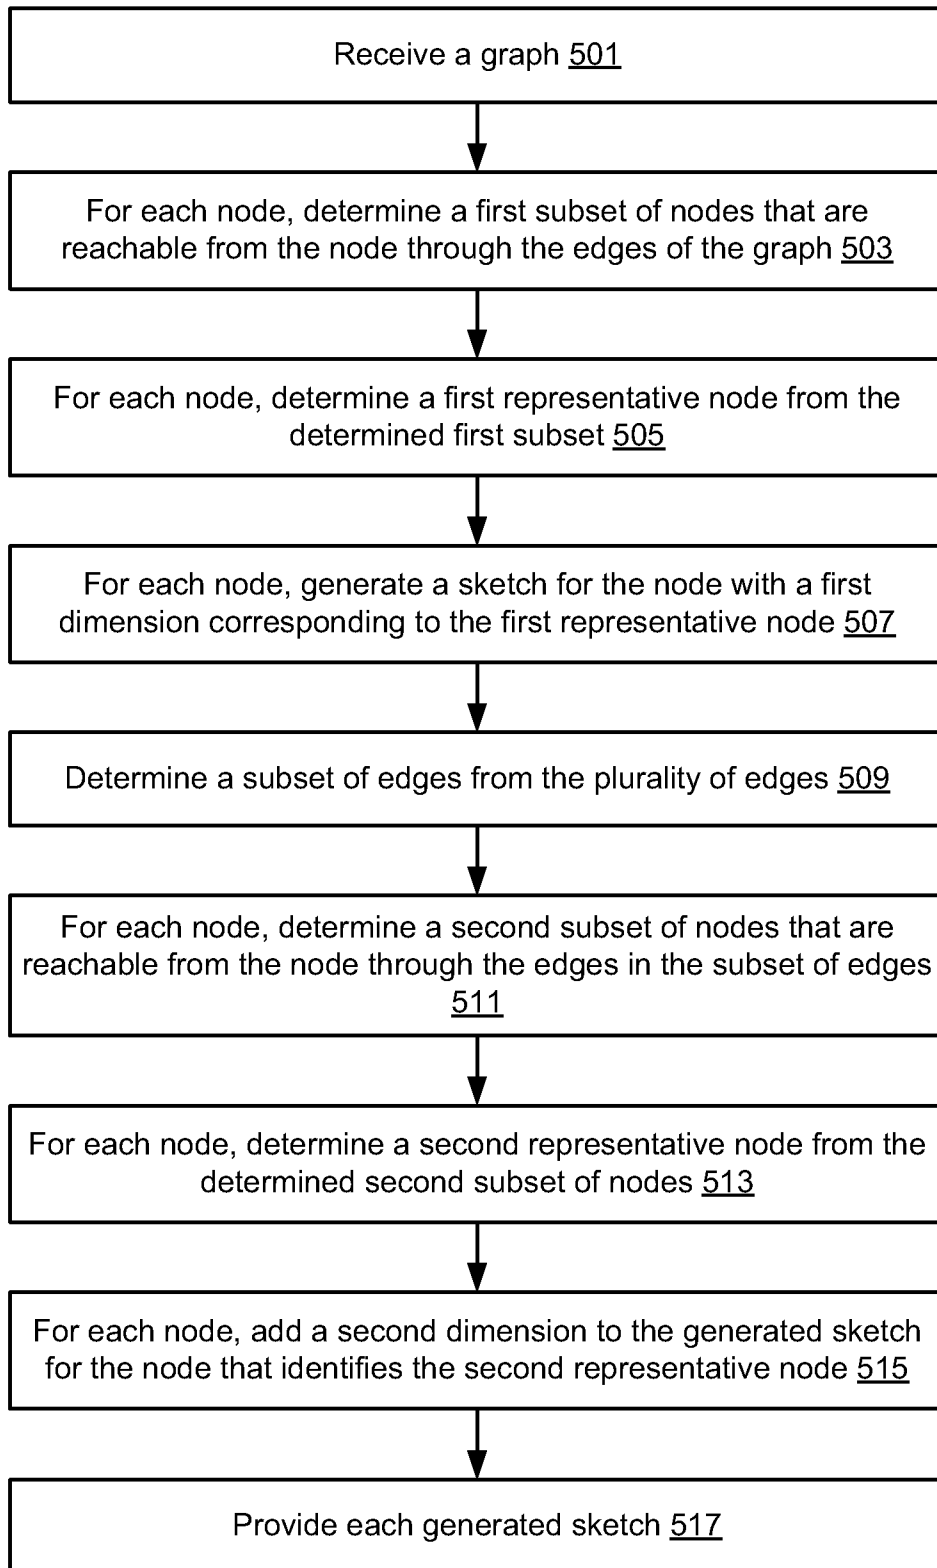 Receive a graph 501
For each node, determine a first subset of nodes that are
reachable from the node through the edges of the graph 503
For each node, determine a first representative node from the
determined first subset 505
For each node, generate a sketch for the node with a first
dimension corresponding to the first representative node 507
Determine a subset of edges from the plurality of edges 509
For each node, determine a second subset of nodes that are
reachable from the node through the edges in the subset of edges
511
For each node, determine a second representative node from the
determined second subset of nodes 513
For each node, add a second dimension to the generated sketch
for the node that identifies the second representative node 515
Provide each generated sketch 517